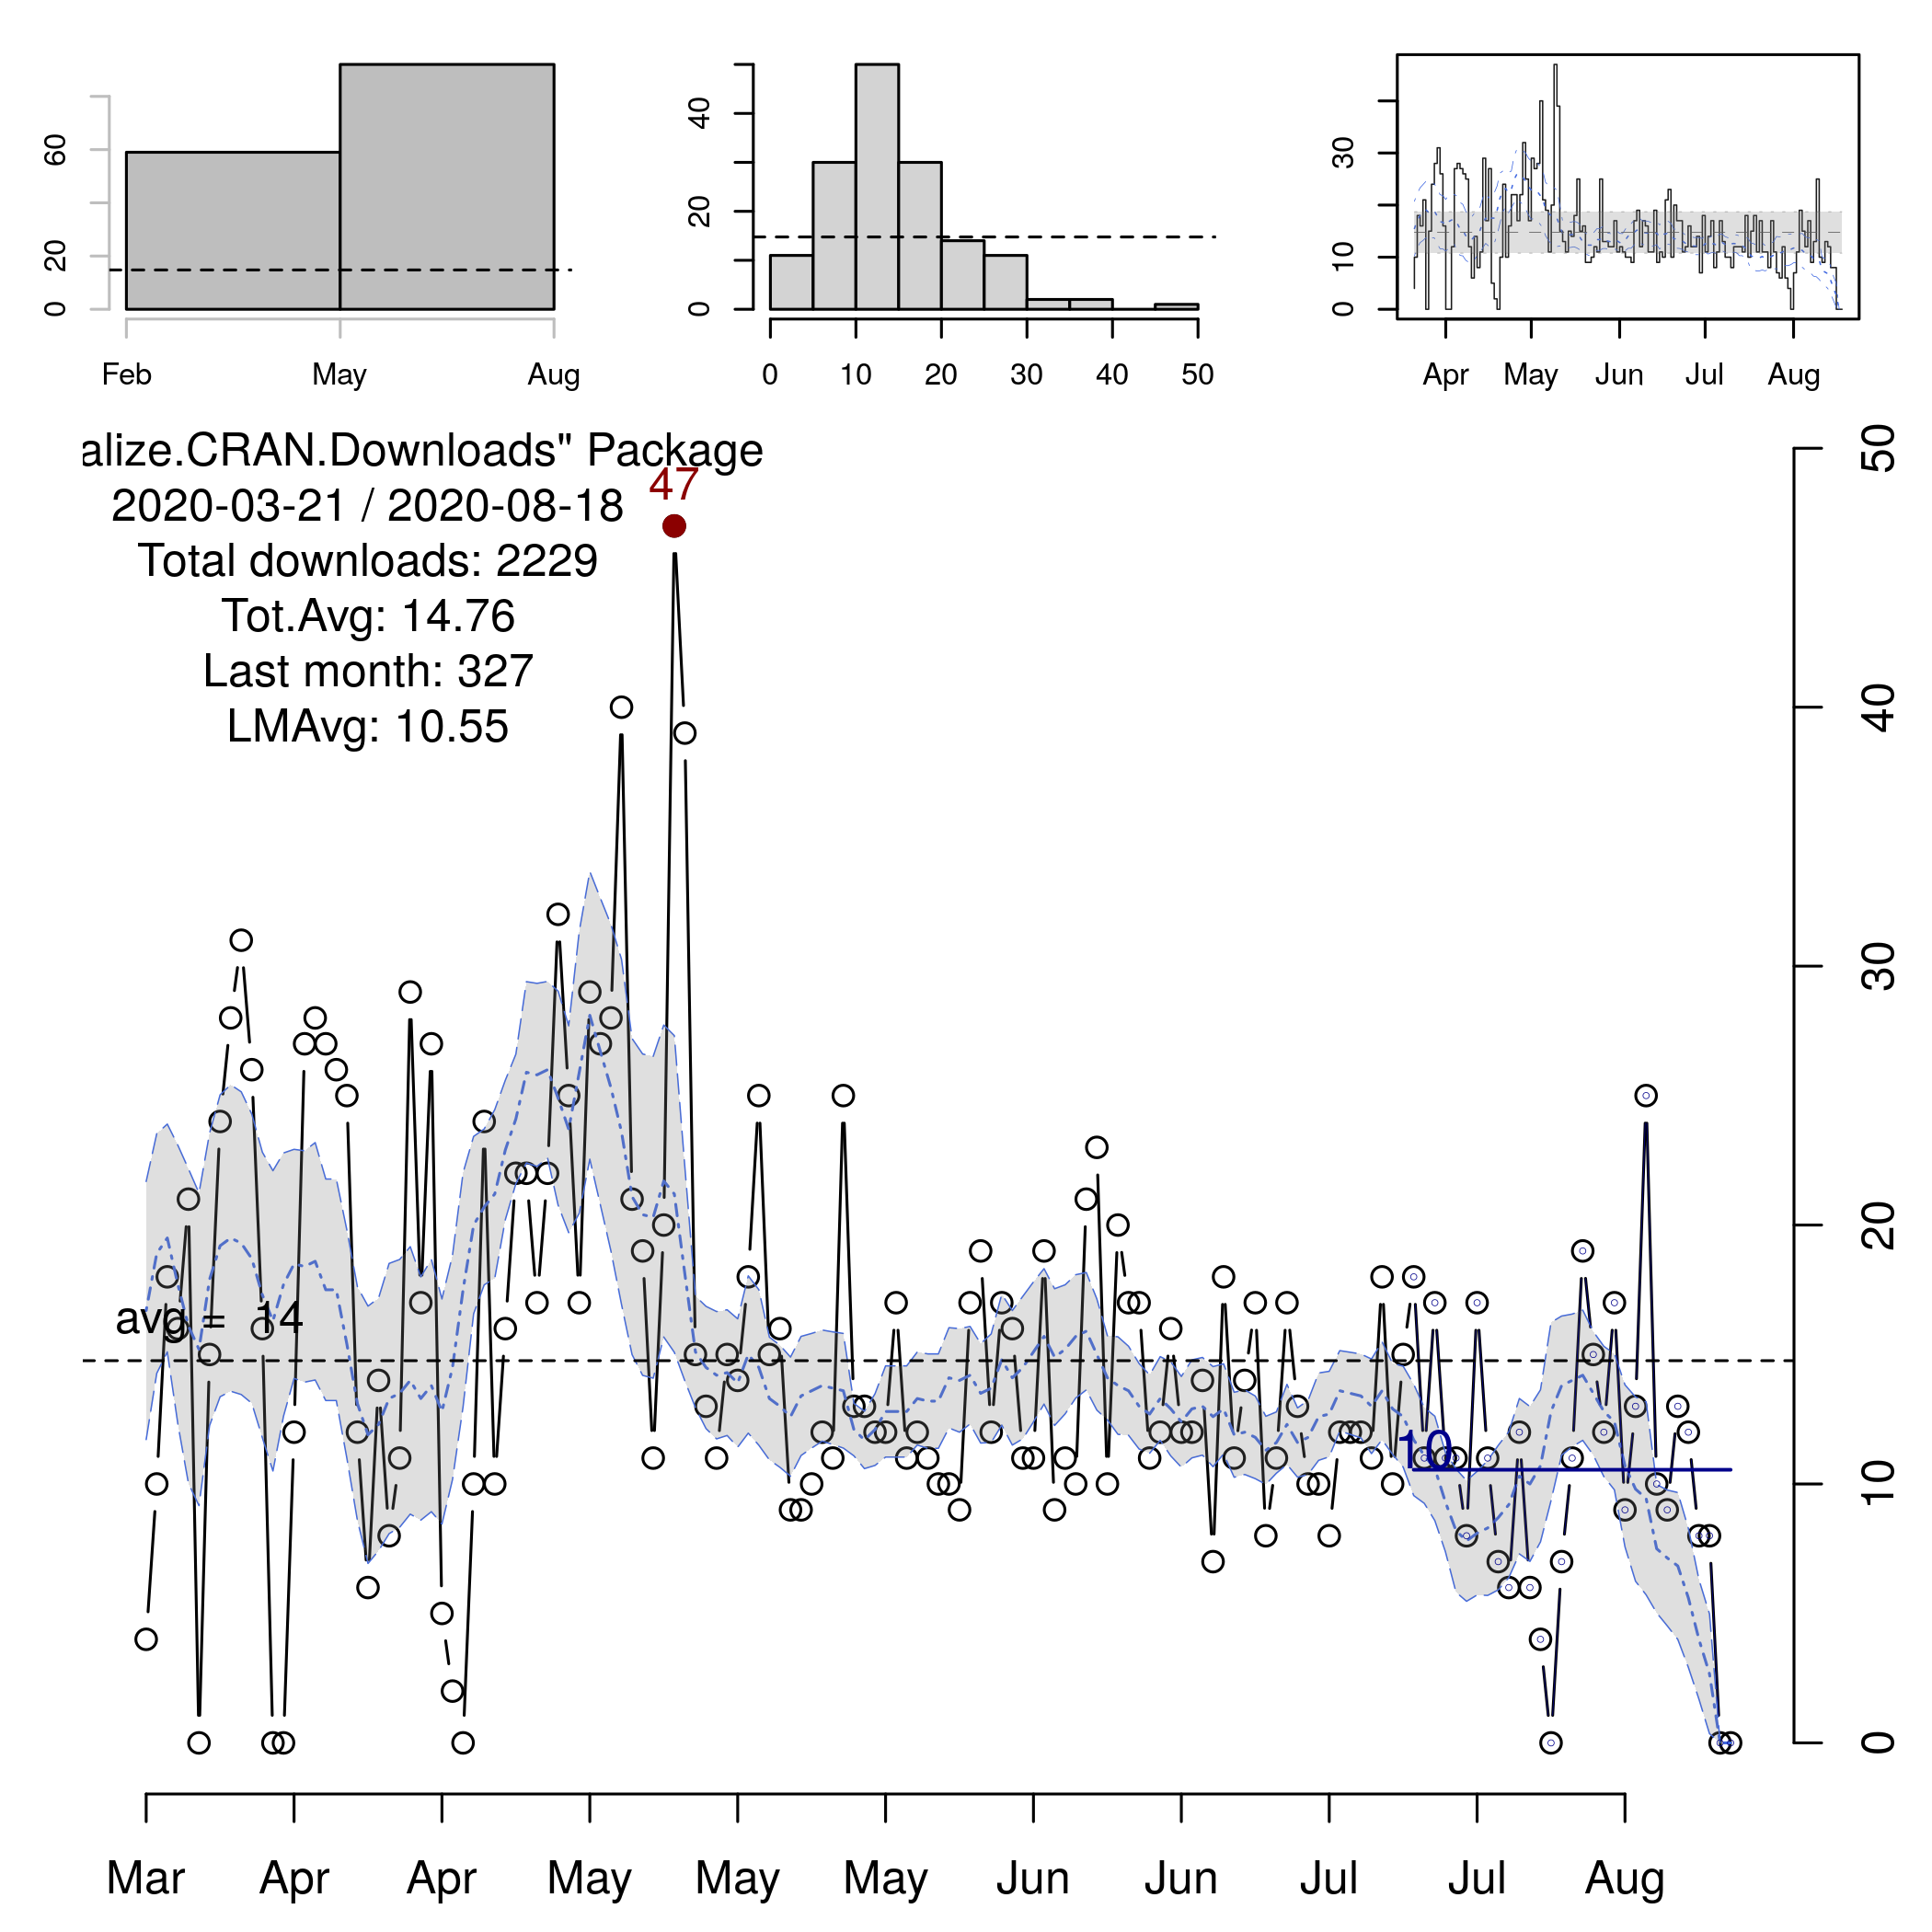 60
20
0
Feb May Aug
40
20
0
0 10 20 30 40 50
30
10
0
Apr May Jun Jul Aug
alize.CRAN.Downloads" Package
2020-03-21 / 2020-08-18
Total downloads: 2229
Tot.Avg: 14.76
Last month: 327
LMAvg: 10.55
47
avg = 14
10
50
40
30
20
10
0
Mar Apr Apr May May May Jun Jun Jul Jul Aug